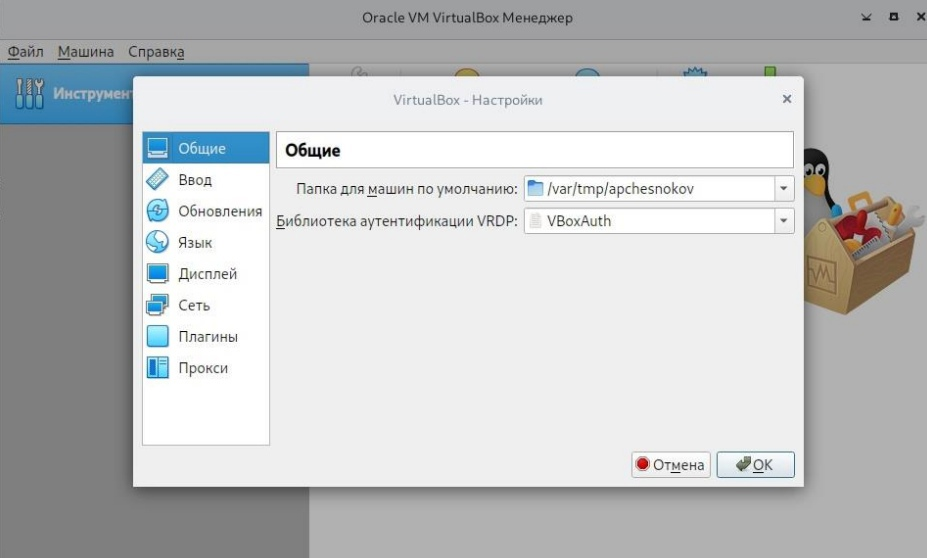 Oracle VM VirtualBox Менеджер
Файл Машина Справка
VirtualBox - Настройки
Общие
Ввод
Обновления
Язык
Дисплей
Сеть
Плагины
Прокси
Общие
Папка для машин по умолчанию: /var/tmp/apchesnokov
Библиотека аутентификации VRDP: VBoxAuth
Отмена OK